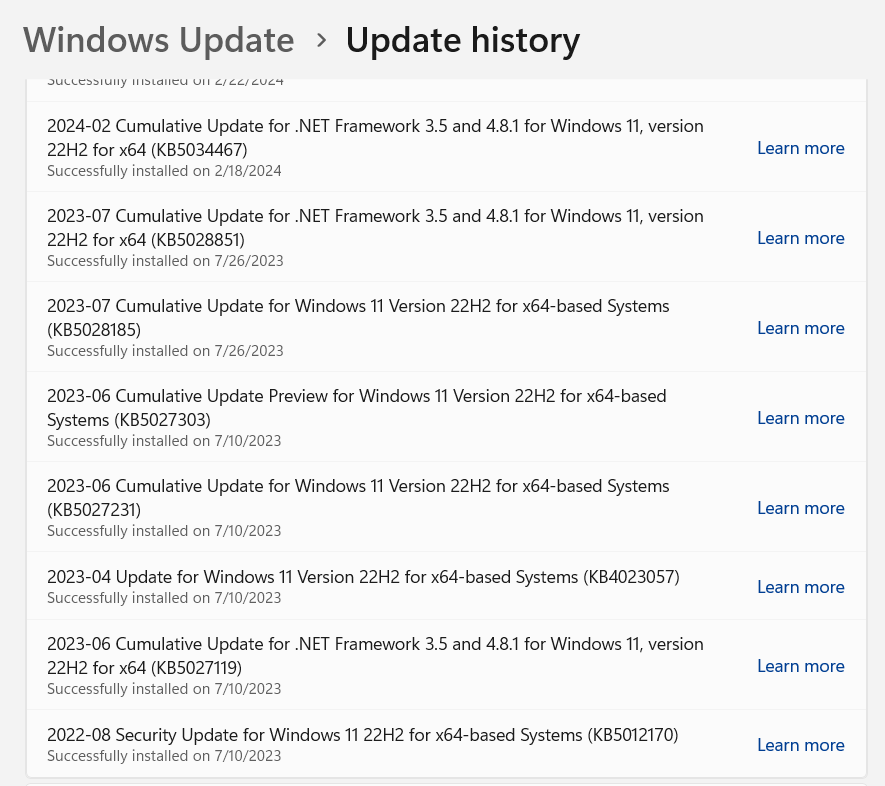 Windows Update > Update history
Successfully installed on 2/22/2024
2024-02 Cumulative Update for .NET Framework 3.5 and 4.8.1 for Windows 11, version
22H2 for x64 (KB5034467)
Successfully installed on 2/18/2024
Learn more
2023-07 Cumulative Update for .NET Framework 3.5 and 4.8.1 for Windows 11, version
22H2 for x64 (KB5028851)
Successfully installed on 7/26/2023
Learn more
2023-07 Cumulative Update for Windows 11 Version 22H2 for x64-based Systems
(KB5028185)
Successfully installed on 7/26/2023
Learn more
2023-06 Cumulative Update Preview for Windows 11 Version 22H2 for x64-based
Systems (KB5027303)
Successfully installed on 7/10/2023
Learn more
2023-06 Cumulative Update for Windows 11 Version 22H2 for x64-based Systems
(KB5027231)
Successfully installed on 7/10/2023
Learn more
2023-04 Update for Windows 11 Version 22H2 for x64-based Systems (KB4023057)
Successfully installed on 7/10/2023
Learn more
2023-06 Cumulative Update for .NET Framework 3.5 and 4.8.1 for Windows 11, version
22H2 for x64 (KB5027119)
Successfully installed on 7/10/2023
Learn more
2022-08 Security Update for Windows 11 22H2 for x64-based Systems (KB5012170)
Successfully installed on 7/10/2023
Learn more